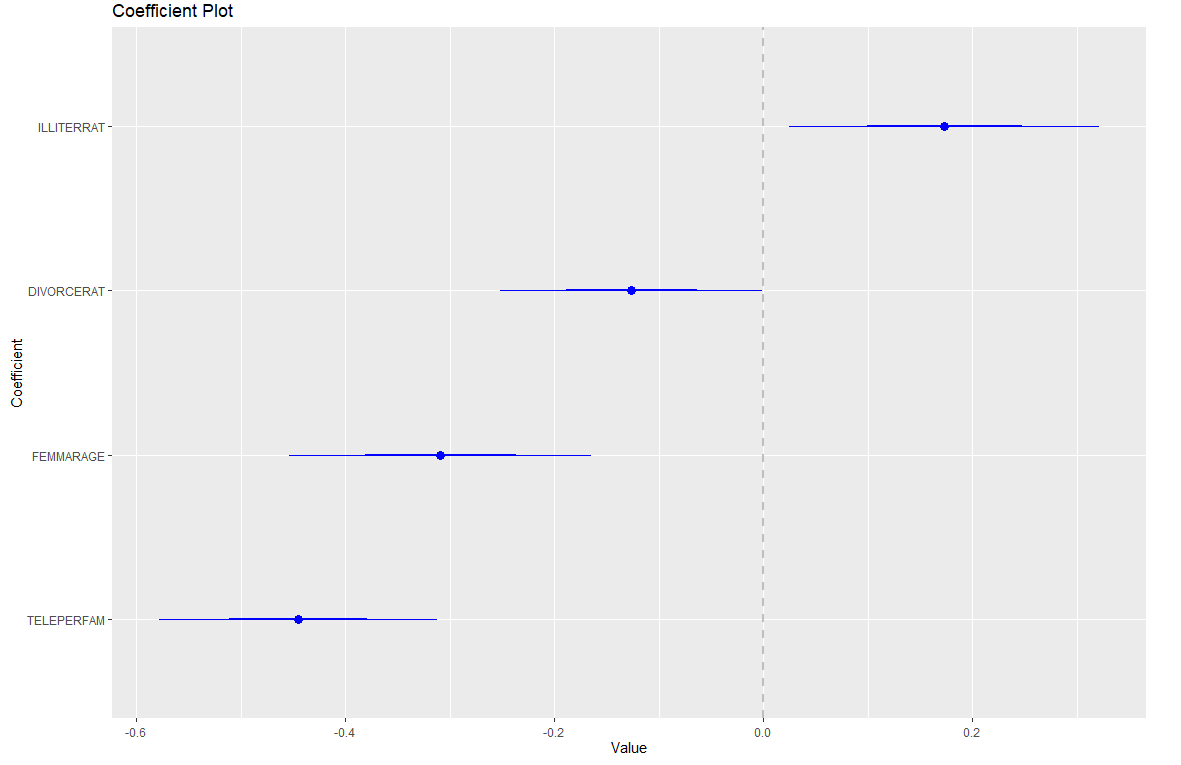 Coefficient Plot
Coefficient
ILLITERRAT
DIVORCERAT
FEMMARAGE
TELEPERFAM
-0.6
-0.4
-0.2
0.0
0.2
Value